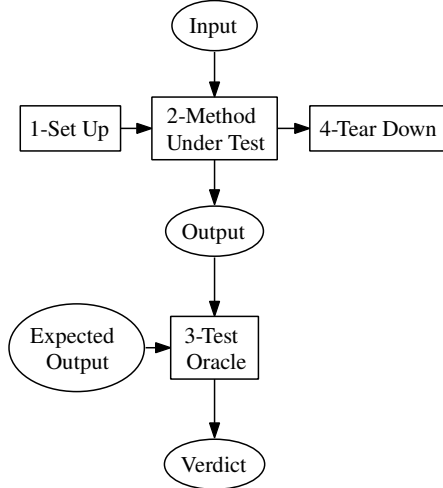 Input
1-Set Up
2-Method
Under Test
4-Tear Down
Output
Expected
Output
3-Test
Oracle
Verdict